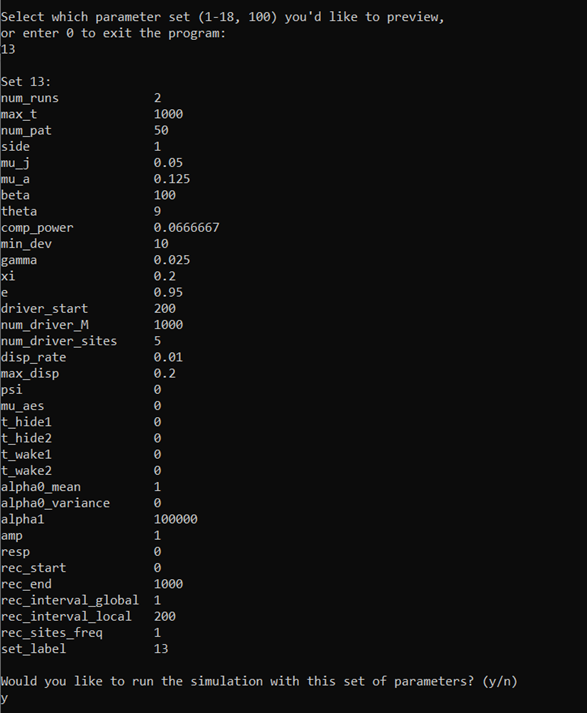 Select which parameter set (1-18, 100) you'd like to preview,
or enter 0 to exit the program:
13
Set 13:
num_runs 2
max_t 1000
num_pat 50
side 1
mu_j 0.05
mu_a 0.125
beta 100
theta 9
comp_power 0.0666667
min_dev 10
gamma 0.025
xi 0.2
e 0.95
driver_start 200
num_driver_M 1000
num_driver_sites 5
disp_rate 0.01
max_disp 0.2
psi 0
mu_aes 0
t_hide1 0
t_hide2 0
t_wake1 0
t_wake2 0
alpha0_mean 1
alpha0_variance 0
alpha1 100000
amp 1
resp 0
rec_start 0
rec_end 1000
rec_interval_global 1
rec_interval_local 200
rec_sites_freq 1
set_label 13
Would you like to run the simulation with this set of parameters? (y/n)
y